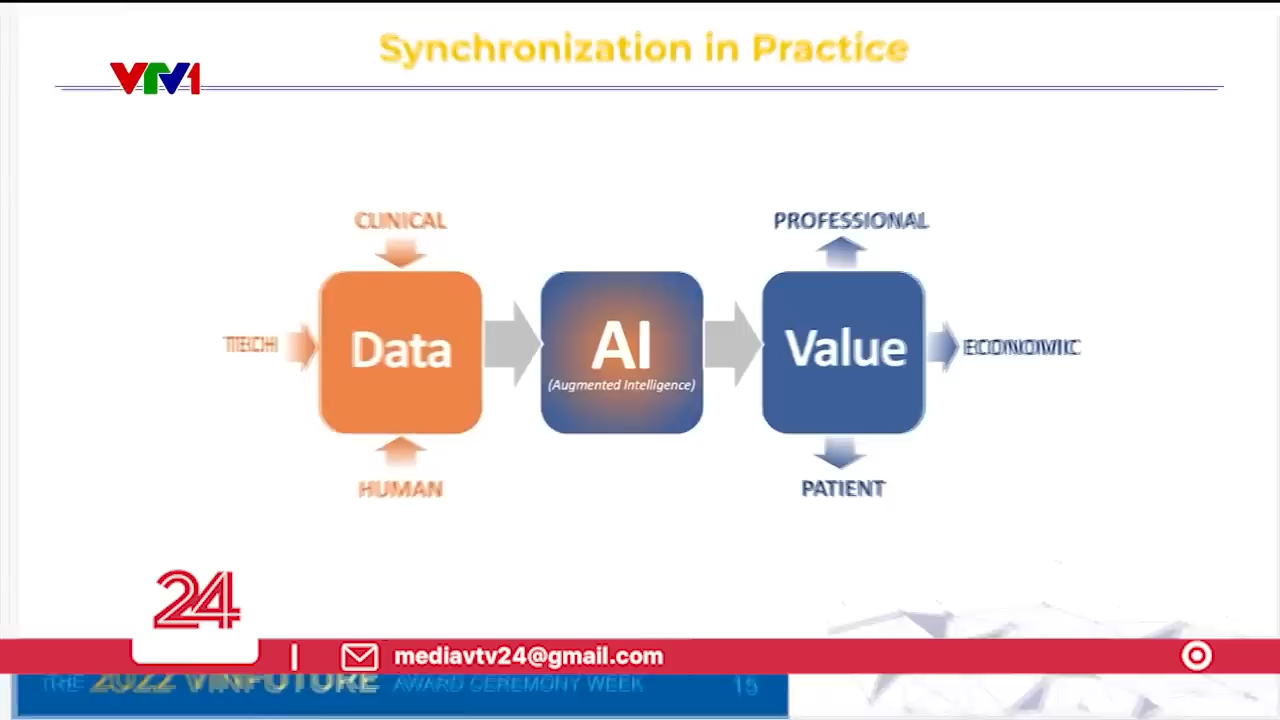 Synchronization in Practice
VTV1
CLINICAL
PROFESSIONAL
TECH
Data
AI
(Augmented Intelligence)
Value
ECONOMIC
HUMAN
PATIENT
24
mediavtv24@gmail.com
THE 2022 VINFUTURE AWARD CEREMONY WEEK